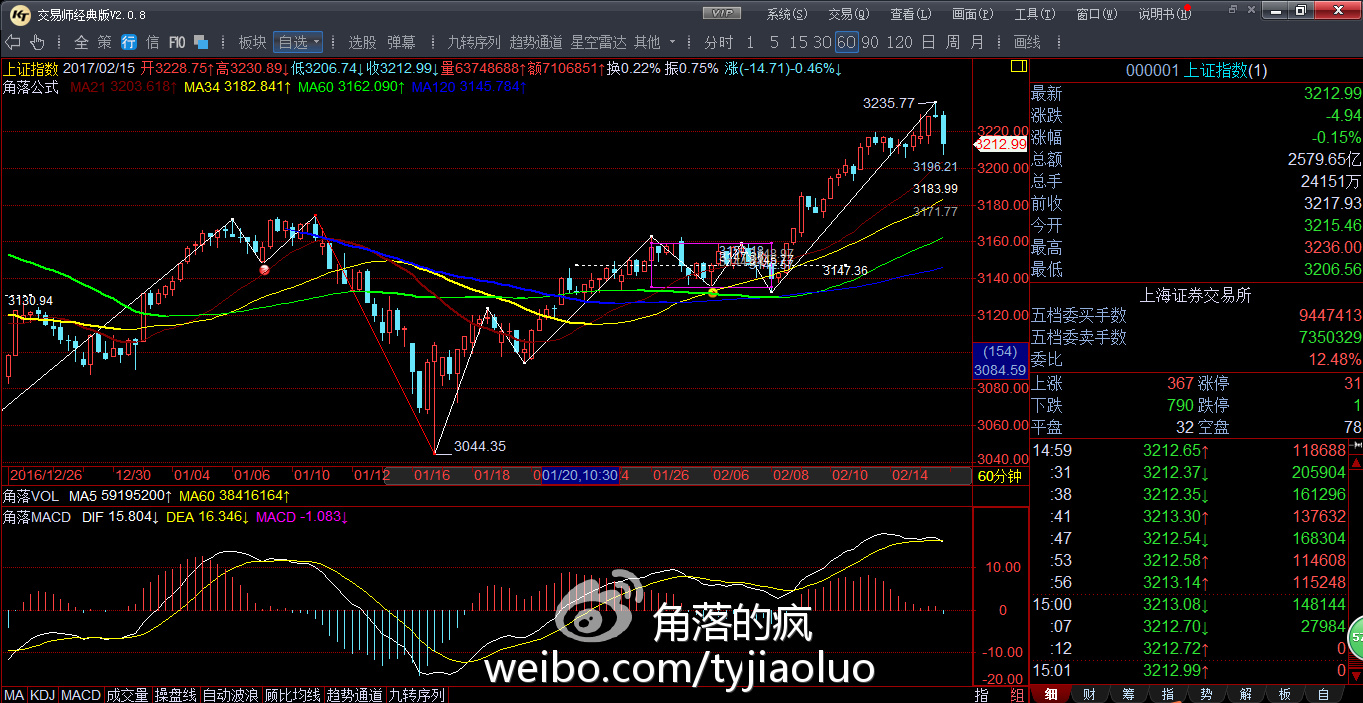 交易师经典版V2.0.8 VIP 系统(S) 交易(Q) 查看(L) 画面(P) 工具(T) 窗口(W) 说明书(H)
全 策 行 信 F10 板块 自选 选股 弹幕 九转序列 趋势通道 星空雷达 其他 分时 1 5 15 30 60 90 120 日 周 月 画线
上证指数 2017/02/15 开3228.75↑高3230.89↓低3206.74↓收3212.99↓量63748688↑额7106851↑换0.22% 振0.75% 涨(-14.71)-0.46%↓
角落公式 MA21 3203.618↑ MA34 3182.841↑ MA60 3162.090↑ MA120 3145.784↑
3235.77
3220.00
3212.99
3200.00
3196.21
3183.99
3180.00
3171.77
3160.00
3147.36
3140.00
3130.94
3120.00
(154)
3084.59
3080.00
3060.00
3044.35
3040.00
2016/12/26 12/30 01/04 01/06 01/10 01/12 01/16 01/18 01/20,10:30 4 01/26 02/06 02/08 02/10 02/14 60分钟
角落VOL MA5 59195200↑ MA60 38416164↑
角落MACD DIF 15.804↓ DEA 16.346↓ MACD -1.083↓
10.00
0
-10.00
-20.00
角落的疯
weibo.com/tyjiaoluo
MA KDJ MACD 成交量 操盘线 自动波浪 顾比均线 趋势通道 九转序列 指 组
000001 上证指数(1)
最新 3212.99
涨跌 -4.94
涨幅 -0.15%
总额 2579.65亿
总手 24151万
前收 3217.93
今开 3215.46
最高 3236.00
最低 3206.56
上海证券交易所
五档委买手数 9447413
五档委卖手数 7350329
委比 12.48%
上涨 367 涨停 31
下跌 790 跌停 1
平盘 32 空盘 78
14:59 3212.65↑ 118688
:31 3212.37↓ 205904
:38 3212.35↓ 161296
:41 3213.30↑ 137632
:47 3212.54↓ 168304
:53 3212.58↑ 114608
:56 3213.14↑ 115248
15:00 3213.08↓ 148144
:07 3212.70↓ 27984
:12 3212.72↑ 0
15:01 3212.99↑ 0
57
细 财 筹 指 势 解 板 自